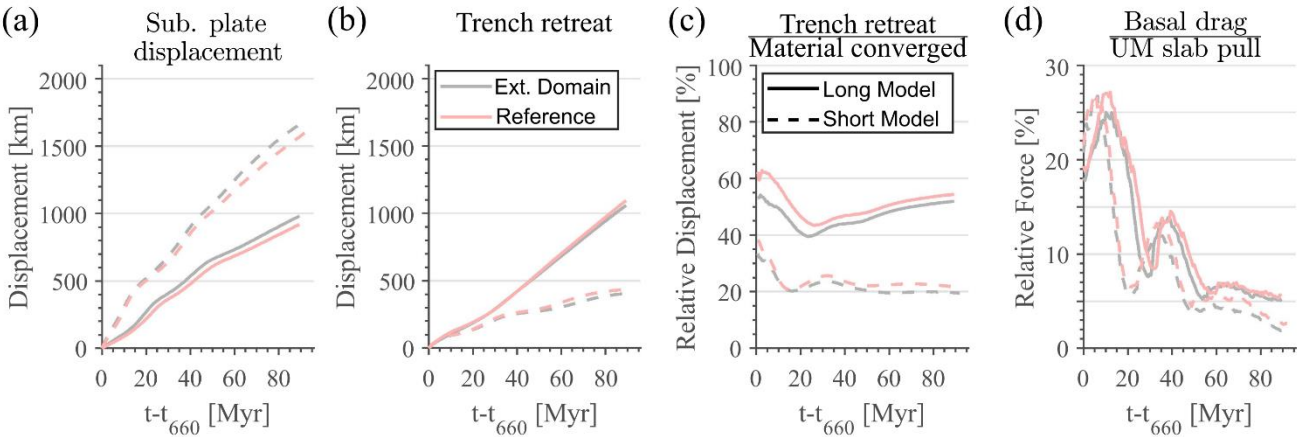 (a)
Sub. plate
displacement
Displacement [km]
2000
1500
1000
500
0
0 20 40 60 80
t-t660 [Myr]
(b)
Trench retreat
Displacement [km]
2000
1500
1000
500
0
Ext. Domain
Reference
0 20 40 60 80
t-t660 [Myr]
(c)
Trench retreat
Material converged
Relative Displacement [%]
100
80
60
40
20
0
Long Model
Short Model
0 20 40 60 80
t-t660 [Myr]
(d)
Basal drag
UM slab pull
Relative Force [%]
30
20
10
0
0 20 40 60 80
t-t660 [Myr]